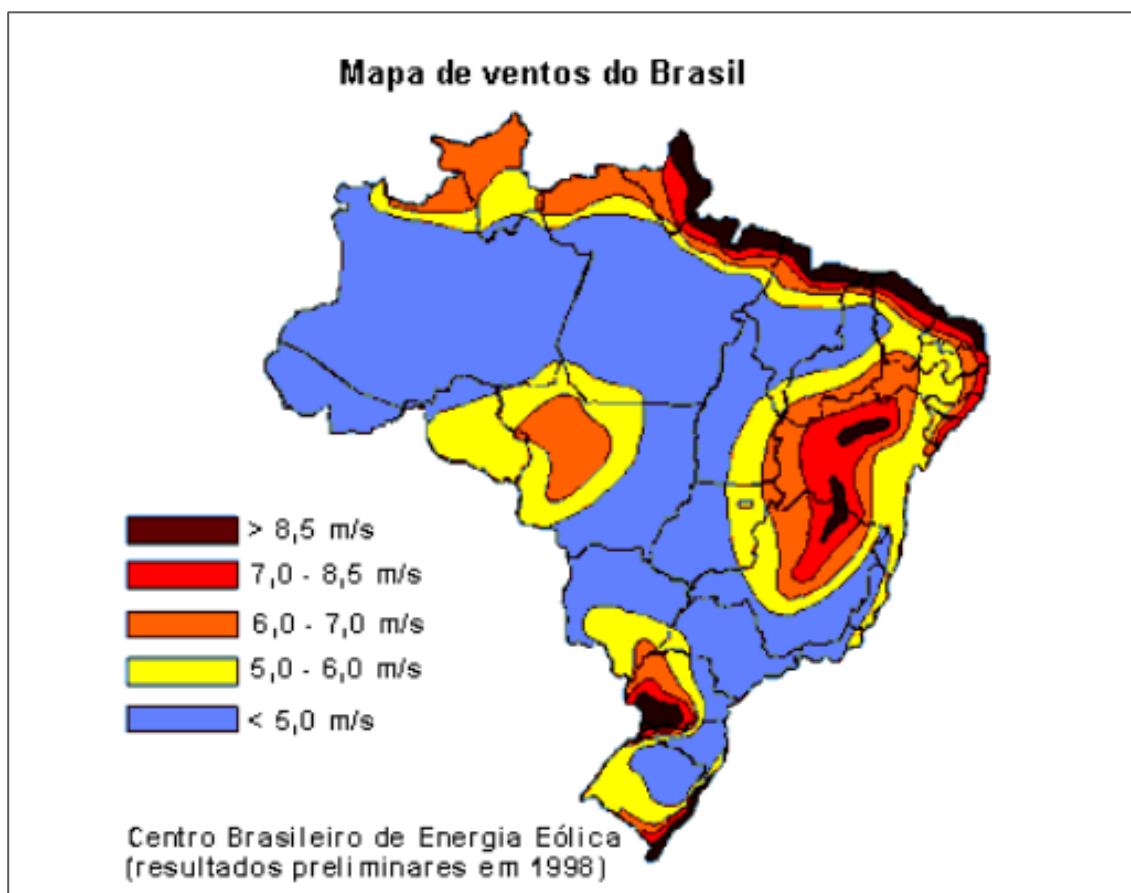 Mapa de ventos do Brasil
> 8,5 m/s
7,0 - 8,5 m/s
6,0 - 7,0 m/s
5,0 - 6,0 m/s
< 5,0 m/s
Centro Brasileiro de Energia Eólica
(resultados preliminares em 1998)